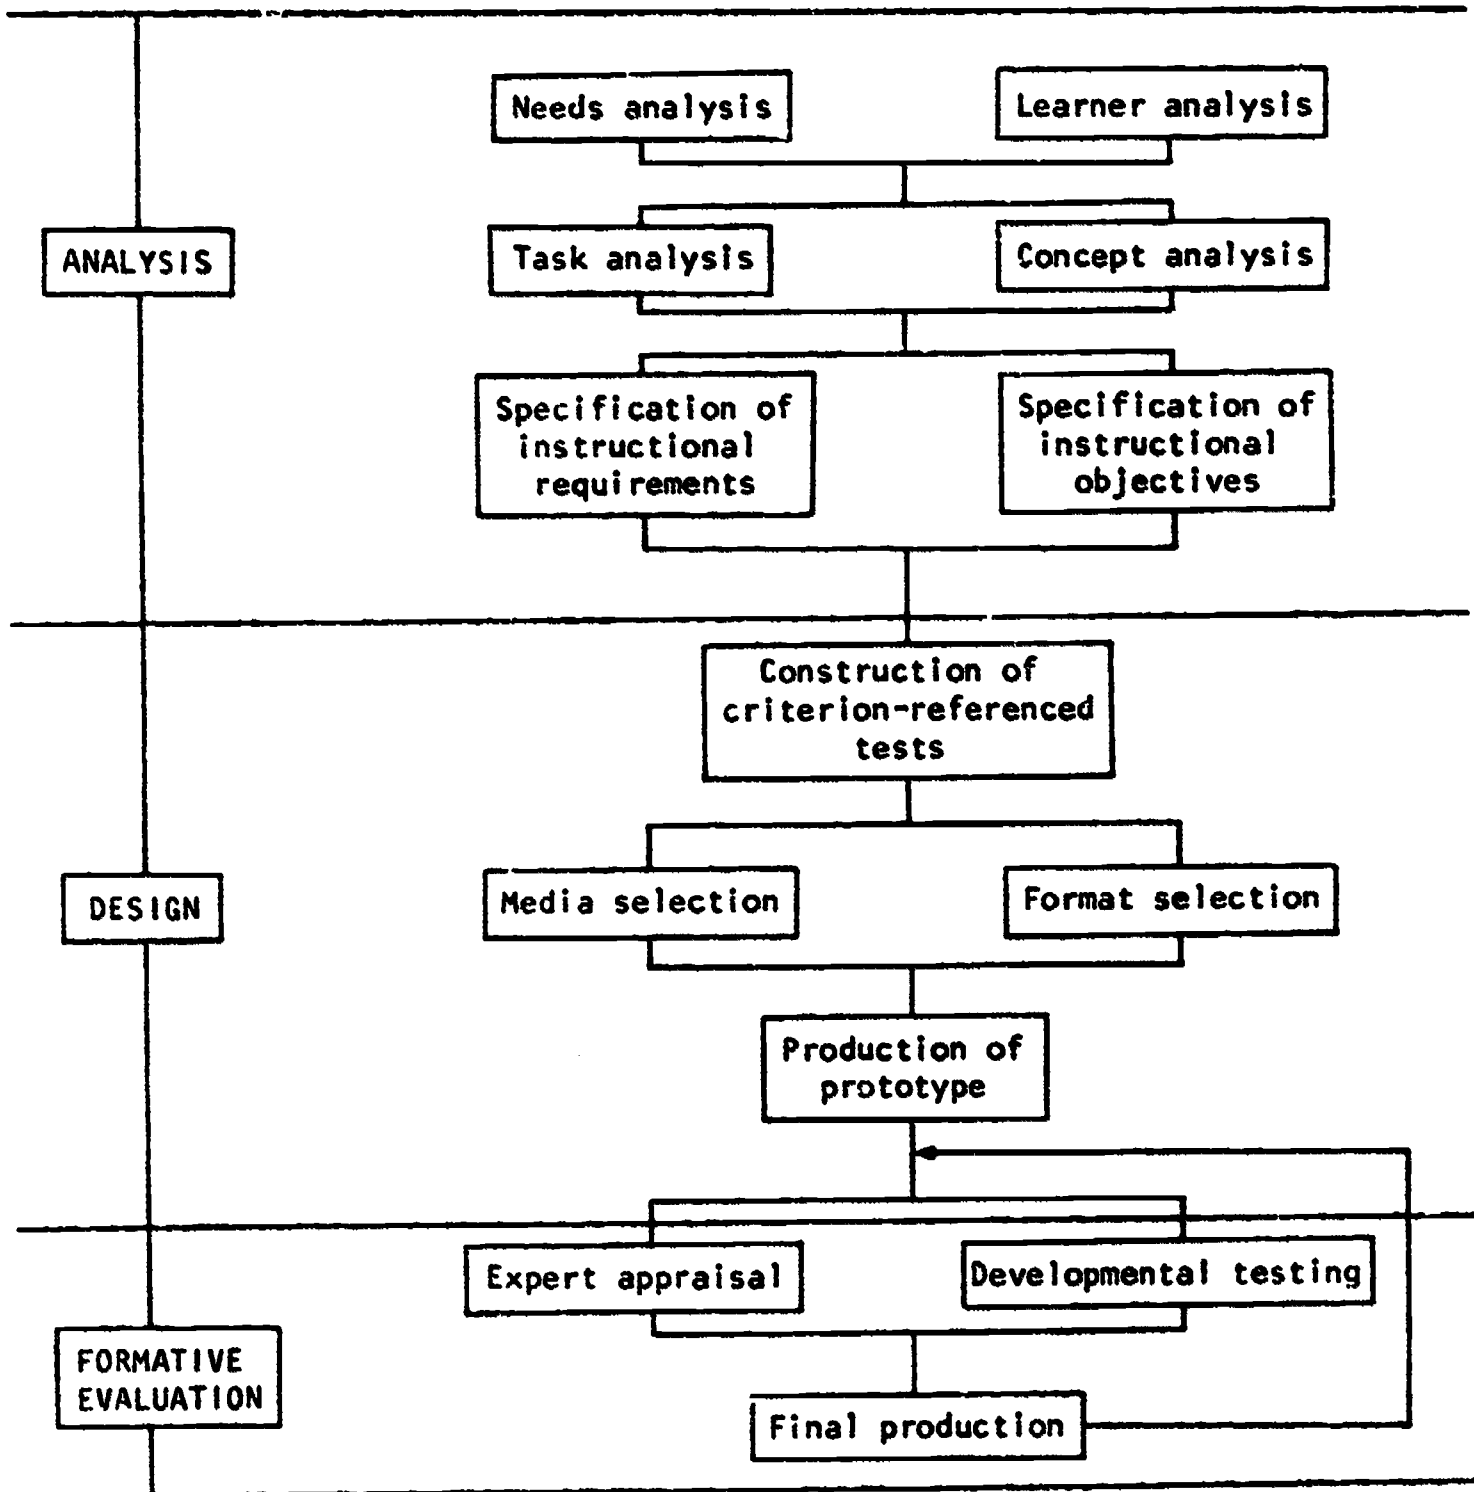 Needs analysis
Learner analysis
ANALYSIS
Task analysis
Concept analysis
Specification of
instructional
requirements
Specification of
instructional
objectives
Construction of
criterion-referenced
tests
DESIGN
Media selection
Format selection
Production of
prototype
Expert appraisal
Developmental testing
FORMATIVE
EVALUATION
Final production